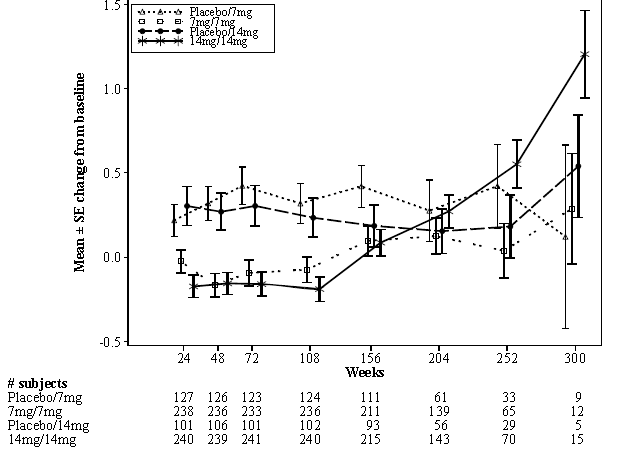 1.5
Placebo/7mg
7mg/7mg
Placebo/14mg
14mg/14mg
1.0
0.5
0.0
-0.5
Mean ± SE change from baseline
24 48 72 108 156 204 252 300
Weeks
# subjects
Placebo/7mg 127 126 123 124 111 61 33 9
7mg/7mg 238 236 233 236 211 139 65 12
Placebo/14mg 101 106 101 102 93 56 29 5
14mg/14mg 240 239 241 240 215 143 70 15